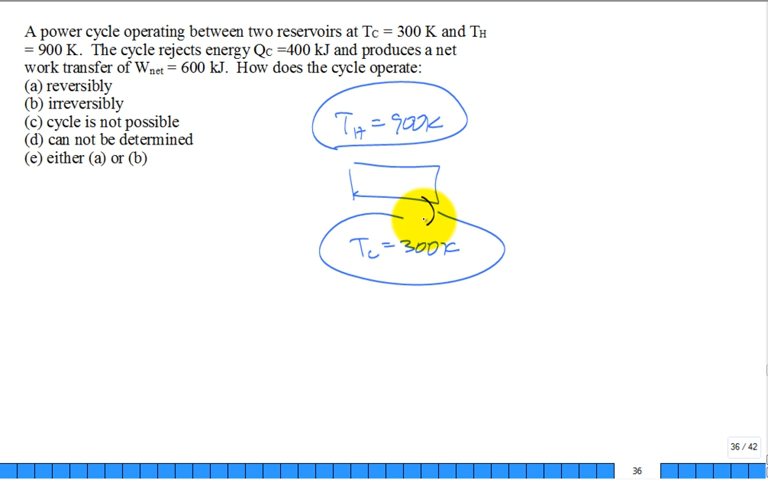 A power cycle operating between two reservoirs at Tc = 300 K and TH
= 900 K. The cycle rejects energy Qc =400 kJ and produces a net
work transfer of Wnet = 600 kJ. How does the cycle operate:
(a) reversibly
(b) irreversibly
(c) cycle is not possible
(d) can not be determined
(e) either (a) or (b)
TH = 900K
Tc = 300K
36 / 42
36